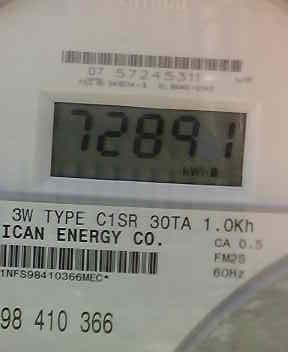 07 57245311
72891
kWh
3W TYPE C1SR 30TA 1.0Kh
ICAN ENERGY CO.
CA 0.5
FM2S
60Hz
1NFS98410366MEC*
98 410 366